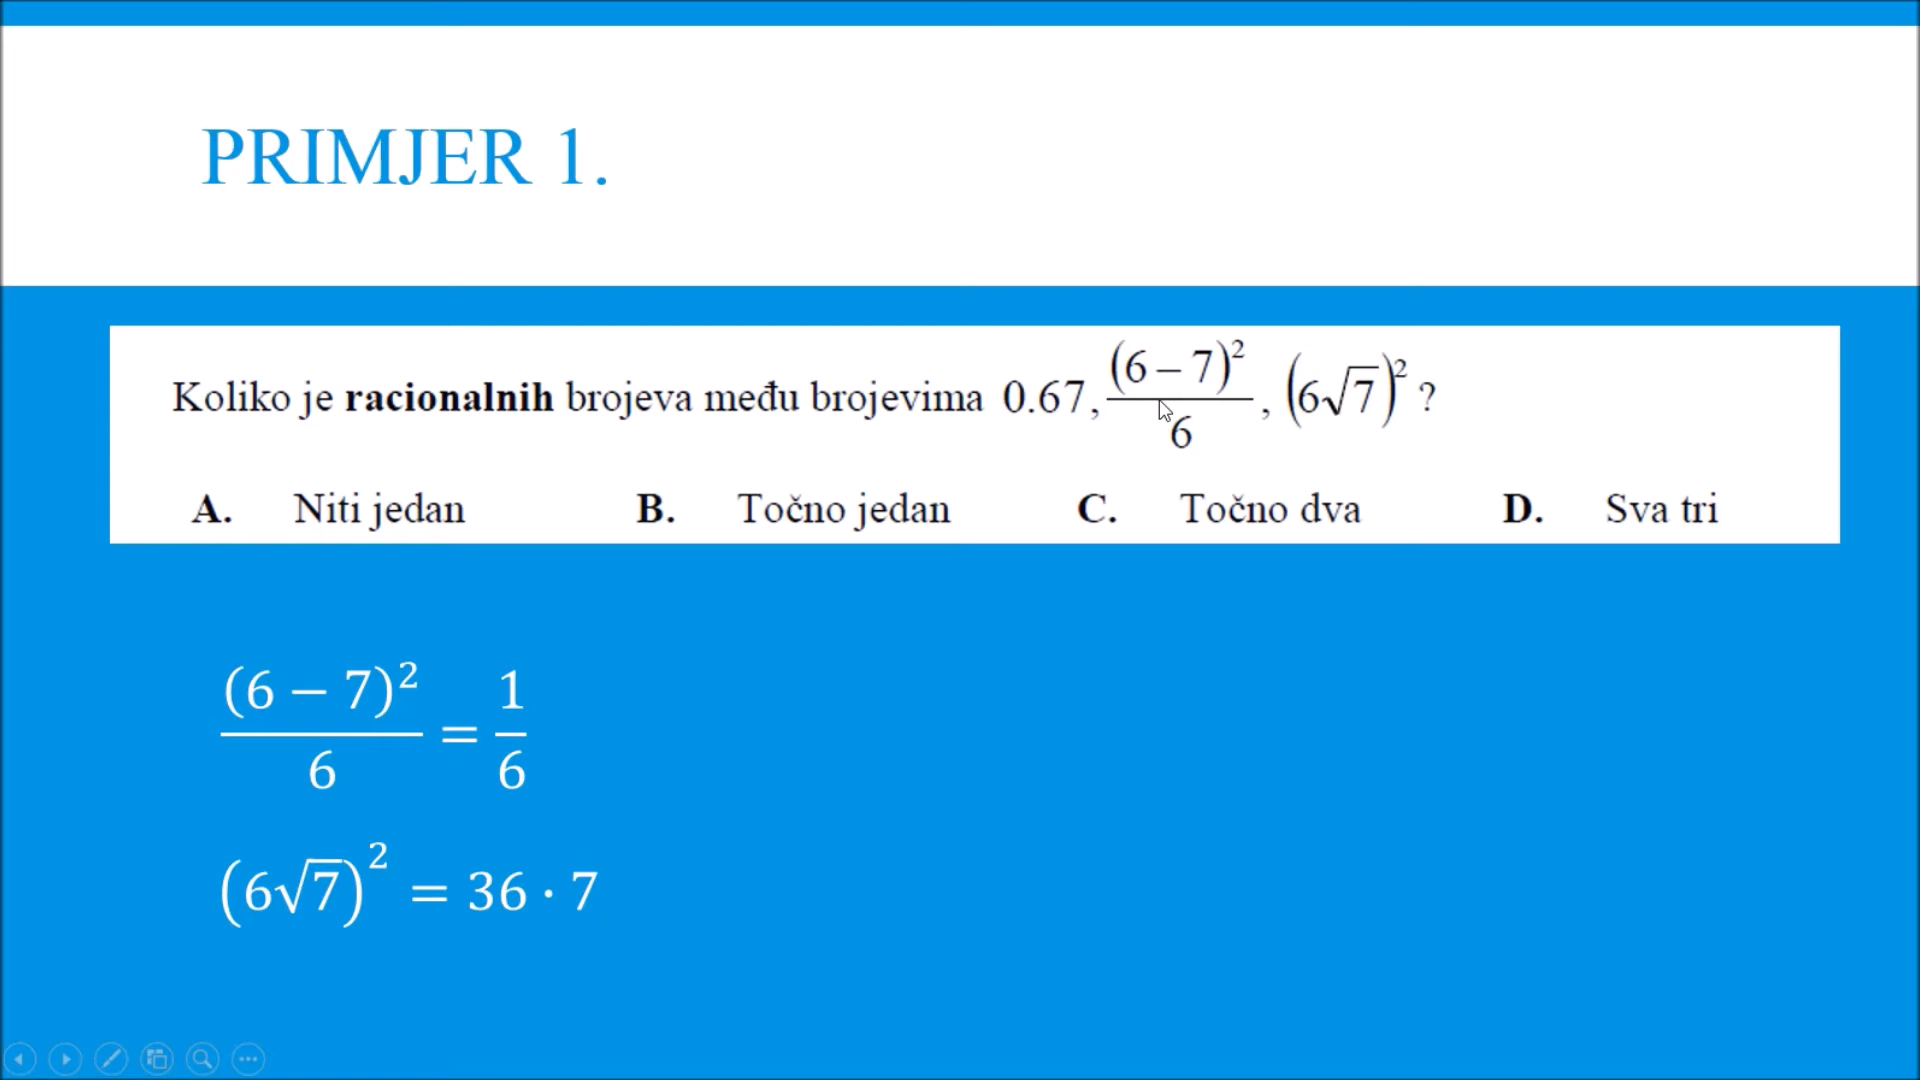 PRIMJER 1.
Koliko je racionalnih brojeva među brojevima 0.67, (6 − 7)²/6, (6√7)² ?
A. Niti jedan B. Točno jedan C. Točno dva D. Sva tri
(6 − 7)²/6 = 1/6
(6√7)² = 36 · 7